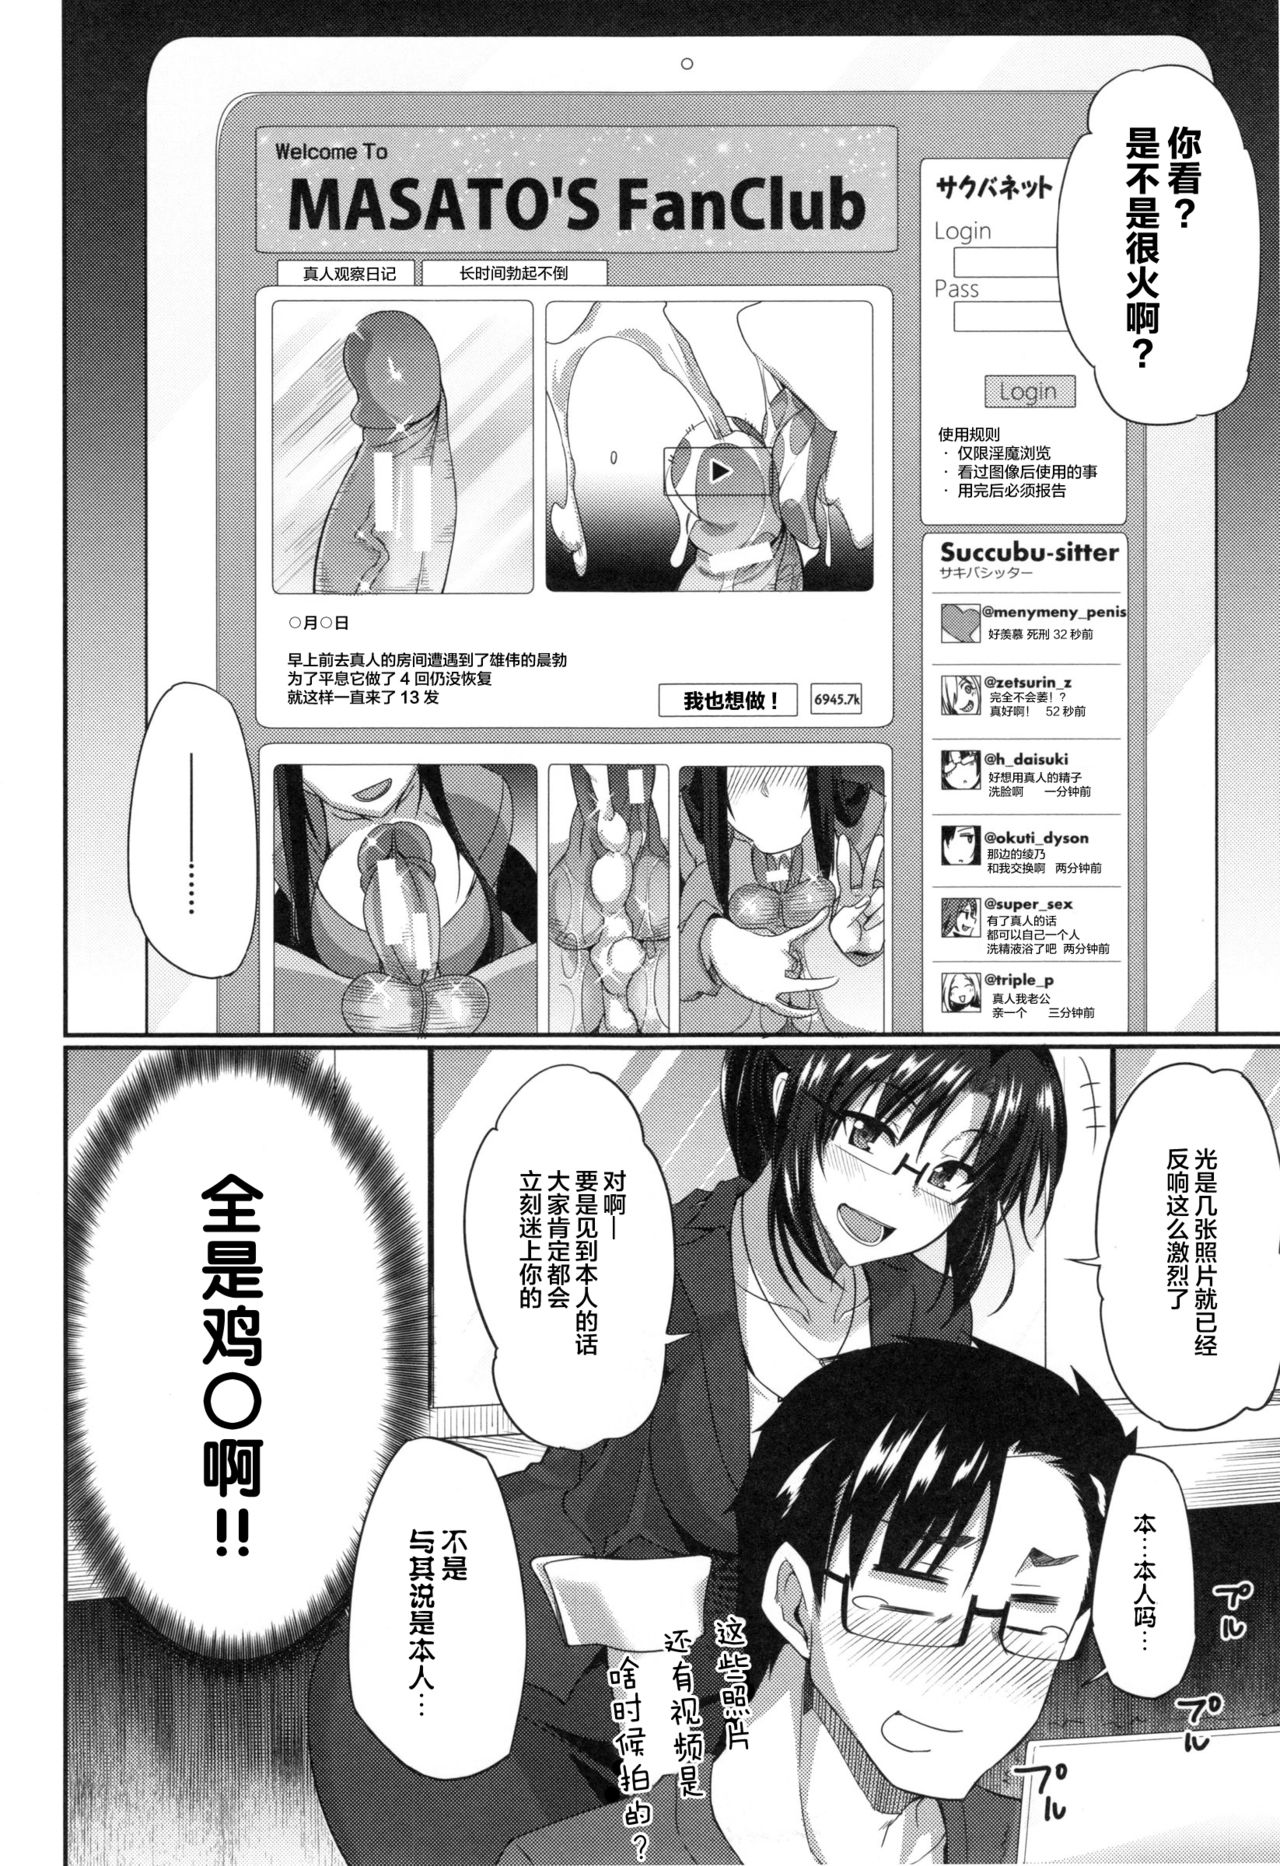 你看？
是不是很火啊？
Welcome To
MASATO'S FanClub
真人观察日记
长时间勃起不倒
サクバネット
Login
Pass
Login
使用规则
· 仅限淫魔浏览
· 看过图像后使用的事
· 用完后必须报告
○月○日
早上前去真人的房间遭遇到了雄伟的晨勃
为了平息它做了 4 回仍没恢复
就这样一直来了 13 发
我也想做！
6945.7k
Succubu-sitter
サキバシッター
@menymeny_penis
好羡慕 死刑 32 秒前
@zetsurin_z
完全不会萎！？
真好啊！ 52 秒前
@h_daisuki
好想用真人的精子
洗脸啊 一分钟前
@okuti_dyson
那边的绫乃
和我交换啊 两分钟前
@super_sex
有了真人的话
都可以自己一个人
洗精液浴了吧 两分钟前
@triple_p
真人我老公
亲一个 三分钟前
———………
光是几张照片就已经
反响这么激烈了
对啊—
要是见到本人的话
大家肯定都会
立刻迷上你的
本…本人吗…
プル
プル
プル
这些照片
还有视频是
啥时候拍的？
不是
与其说是本人…
全是鸡〇啊!!